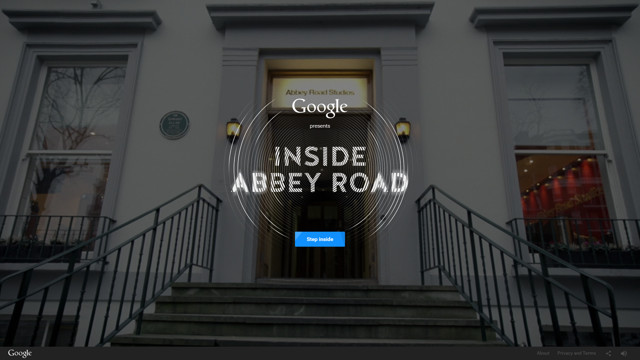 Abbey Road Studios
Google
presents
INSIDE
ABBEY ROAD
Step Inside
Google
About
Privacy and Terms